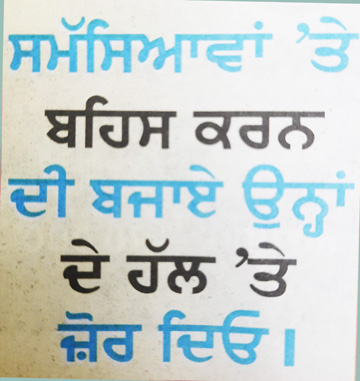 ਸਮੱਸਿਆਵਾਂ ’ਤੇ
ਬਹਿਸ ਕਰਨ
ਦੀ ਬਜਾਏ ਉਨ੍ਹਾਂ
ਦੇ ਹੱਲ ’ਤੇ
ਜ਼ੋਰ ਦਿਓ।